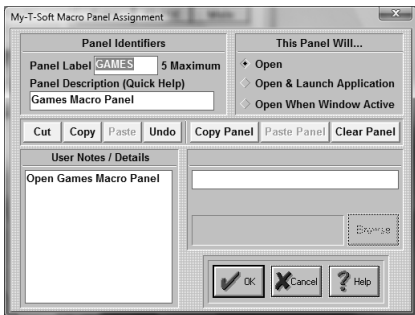 My-T-Soft Macro Panel Assignment
Panel Identifiers
Panel Label GAMES 5 Maximum
Panel Description (Quick Help)
Games Macro Panel
This Panel Will...
Open
Open & Launch Application
Open When Window Active
Cut Copy Paste Undo Copy Panel Paste Panel Clear Panel
User Notes / Details
Open Games Macro Panel
Browse
OK Cancel Help